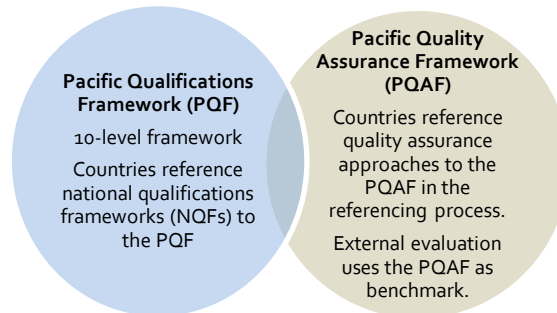 Pacific Qualifications
Framework (PQF)
10-level framework
Countries reference
national qualifications
frameworks (NQFs) to
the PQF
Pacific Quality
Assurance Framework
(PQAF)
Countries reference
quality assurance
approaches to the
PQAF in the
referencing process.
External evaluation
uses the PQAF as
benchmark.